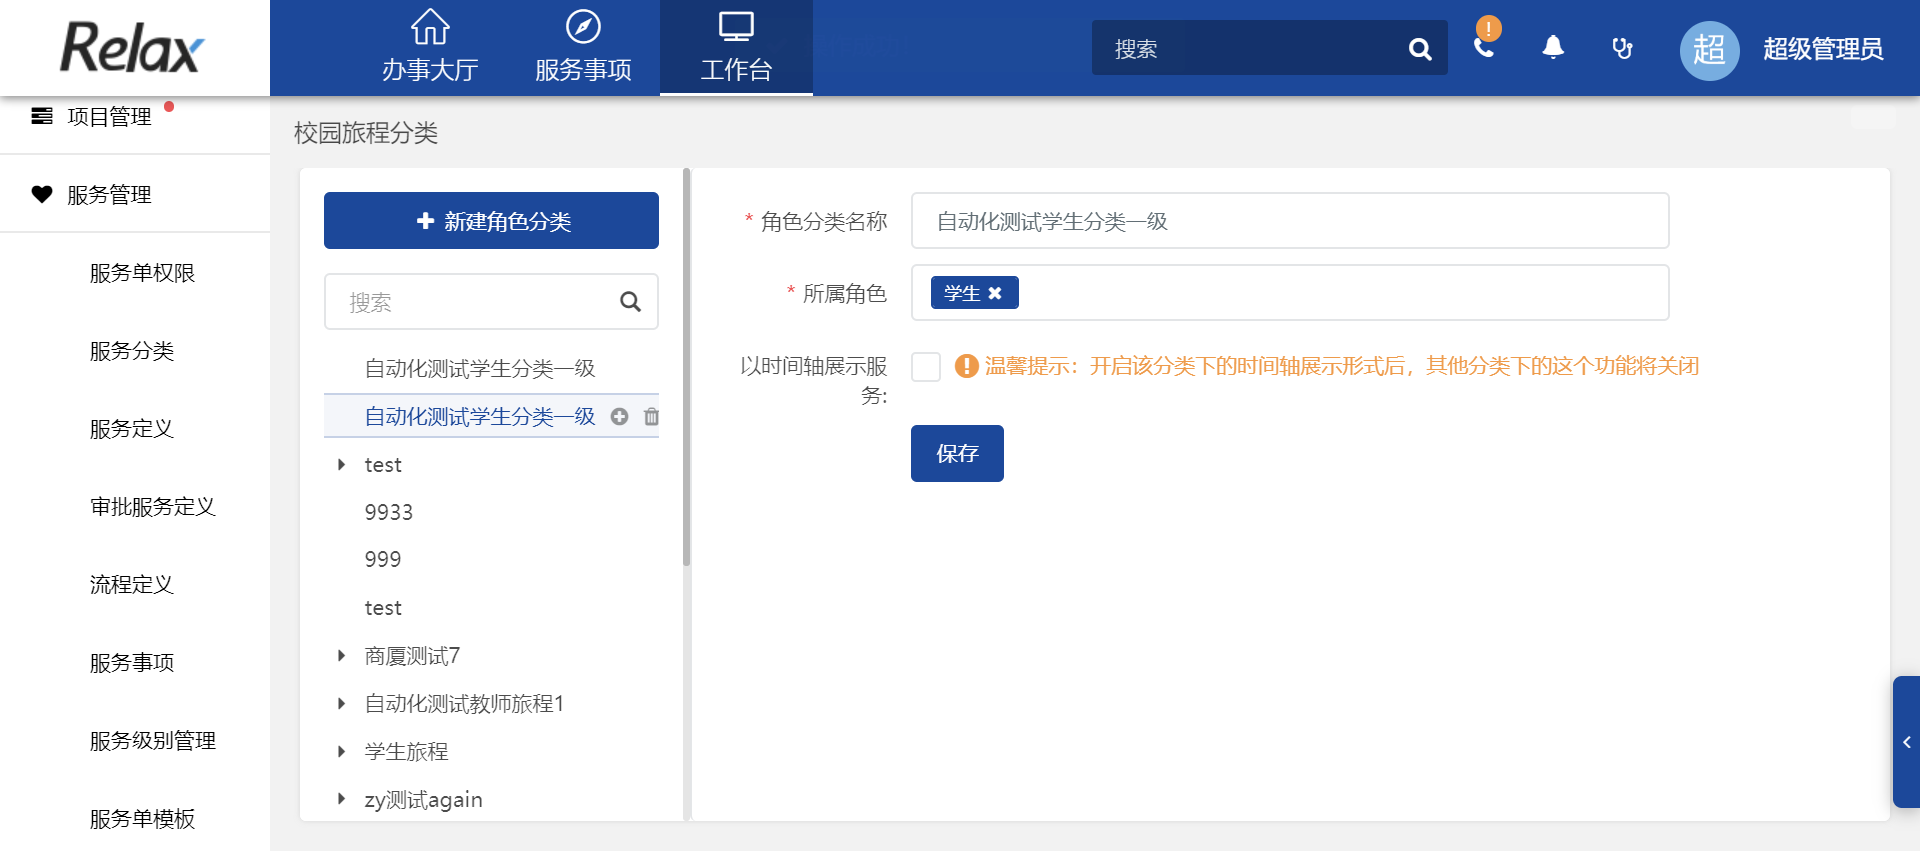 Relax
办事大厅
服务事项
工作台
搜索
超
超级管理员
项目管理
服务管理
服务单权限
服务分类
服务定义
审批服务定义
流程定义
服务事项
服务级别管理
服务单模板
校园旅程分类
新建角色分类
搜索
自动化测试学生分类一级
自动化测试学生分类一级
test
9933
999
test
商厦测试7
自动化测试教师旅程1
学生旅程
zy测试again
* 角色分类名称
自动化测试学生分类一级
* 所属角色
学生
以时间轴展示服
务:
温馨提示：开启该分类下的时间轴展示形式后，其他分类下的这个功能将关闭
保存